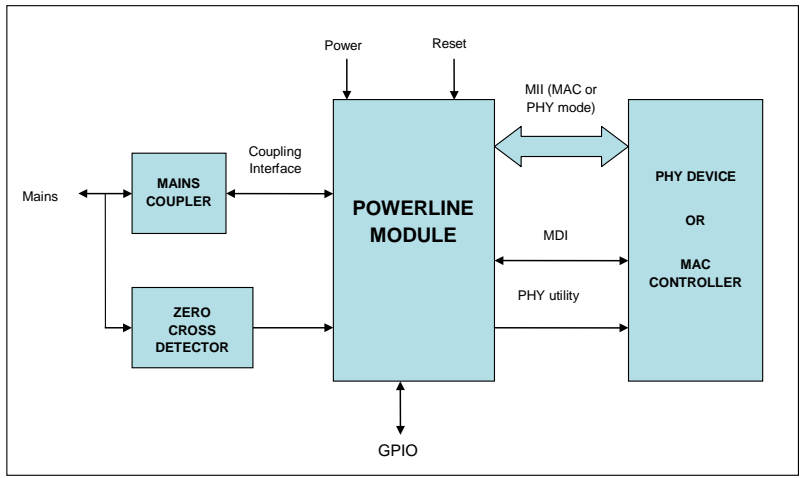 Power
Reset
MII (MAC or
PHY mode)
Coupling
Interface
Mains
MAINS
COUPLER
POWERLINE
MODULE
PHY DEVICE
OR
MAC
CONTROLLER
MDI
PHY utility
ZERO
CROSS
DETECTOR
GPIO